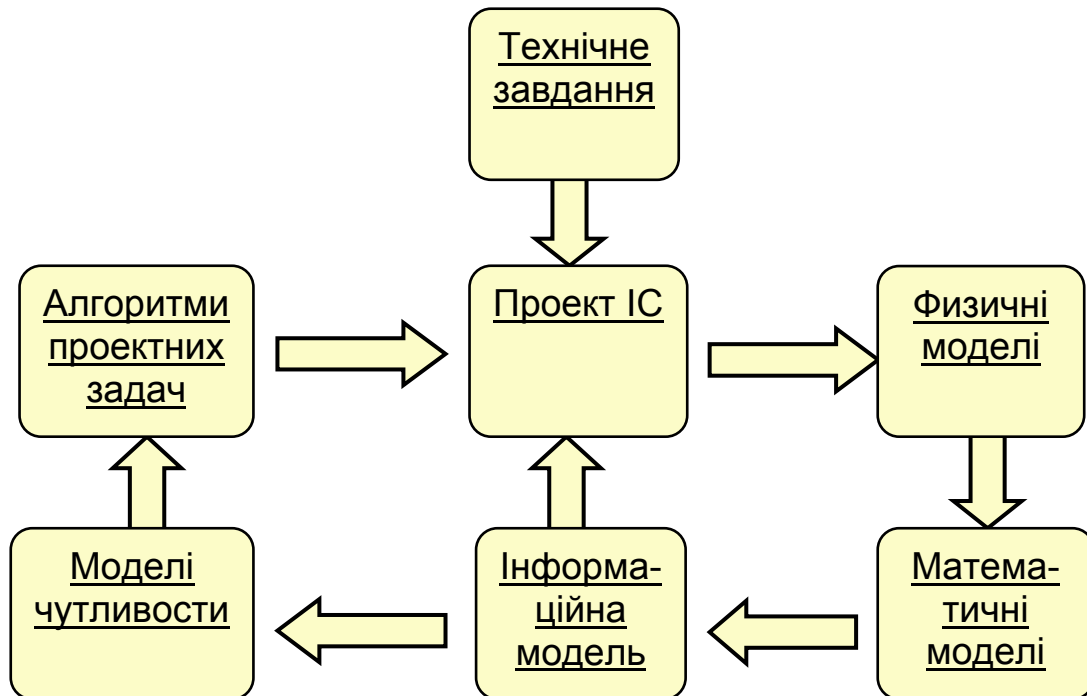 Технічне
завдання
Алгоритми
проектних
задач
Проект ІС
Физичні
моделі
Моделі
чутливости
Інформа-
ційна
модель
Матема-
тичні
моделі